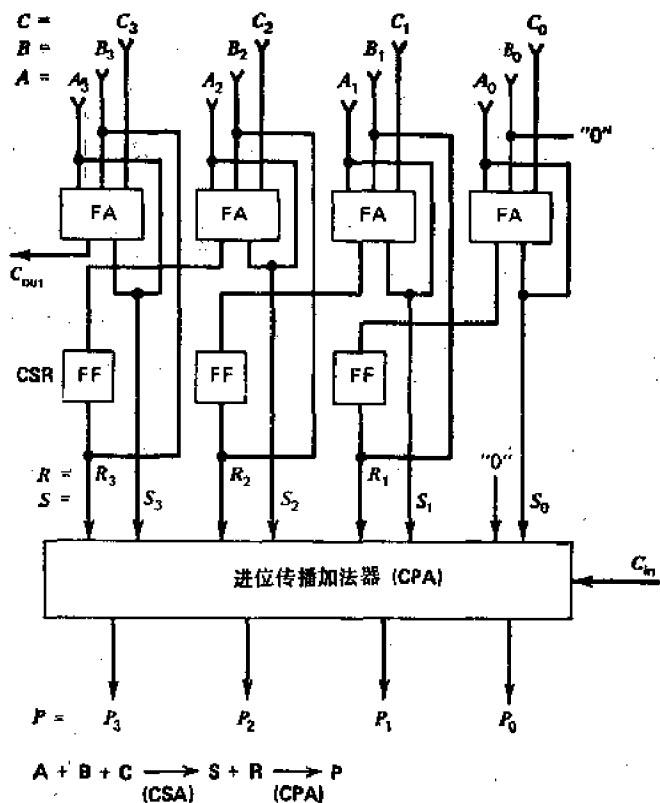 C = C₃ C₂ C₁ C₀
B = B₃ B₂ B₁ B₀
A = A₃ A₂ A₁ A₀
"0"
FA FA FA FA
C_out
CSR FF FF FF
"0"
R = R₃ R₂ R₁
S = S₃ S₂ S₁ S₀
进位传播加法器 (CPA)
C_in
P = P₃ P₂ P₁ P₀
A + B + C ⟶ S + R ⟶ P
(CSA) (CPA)